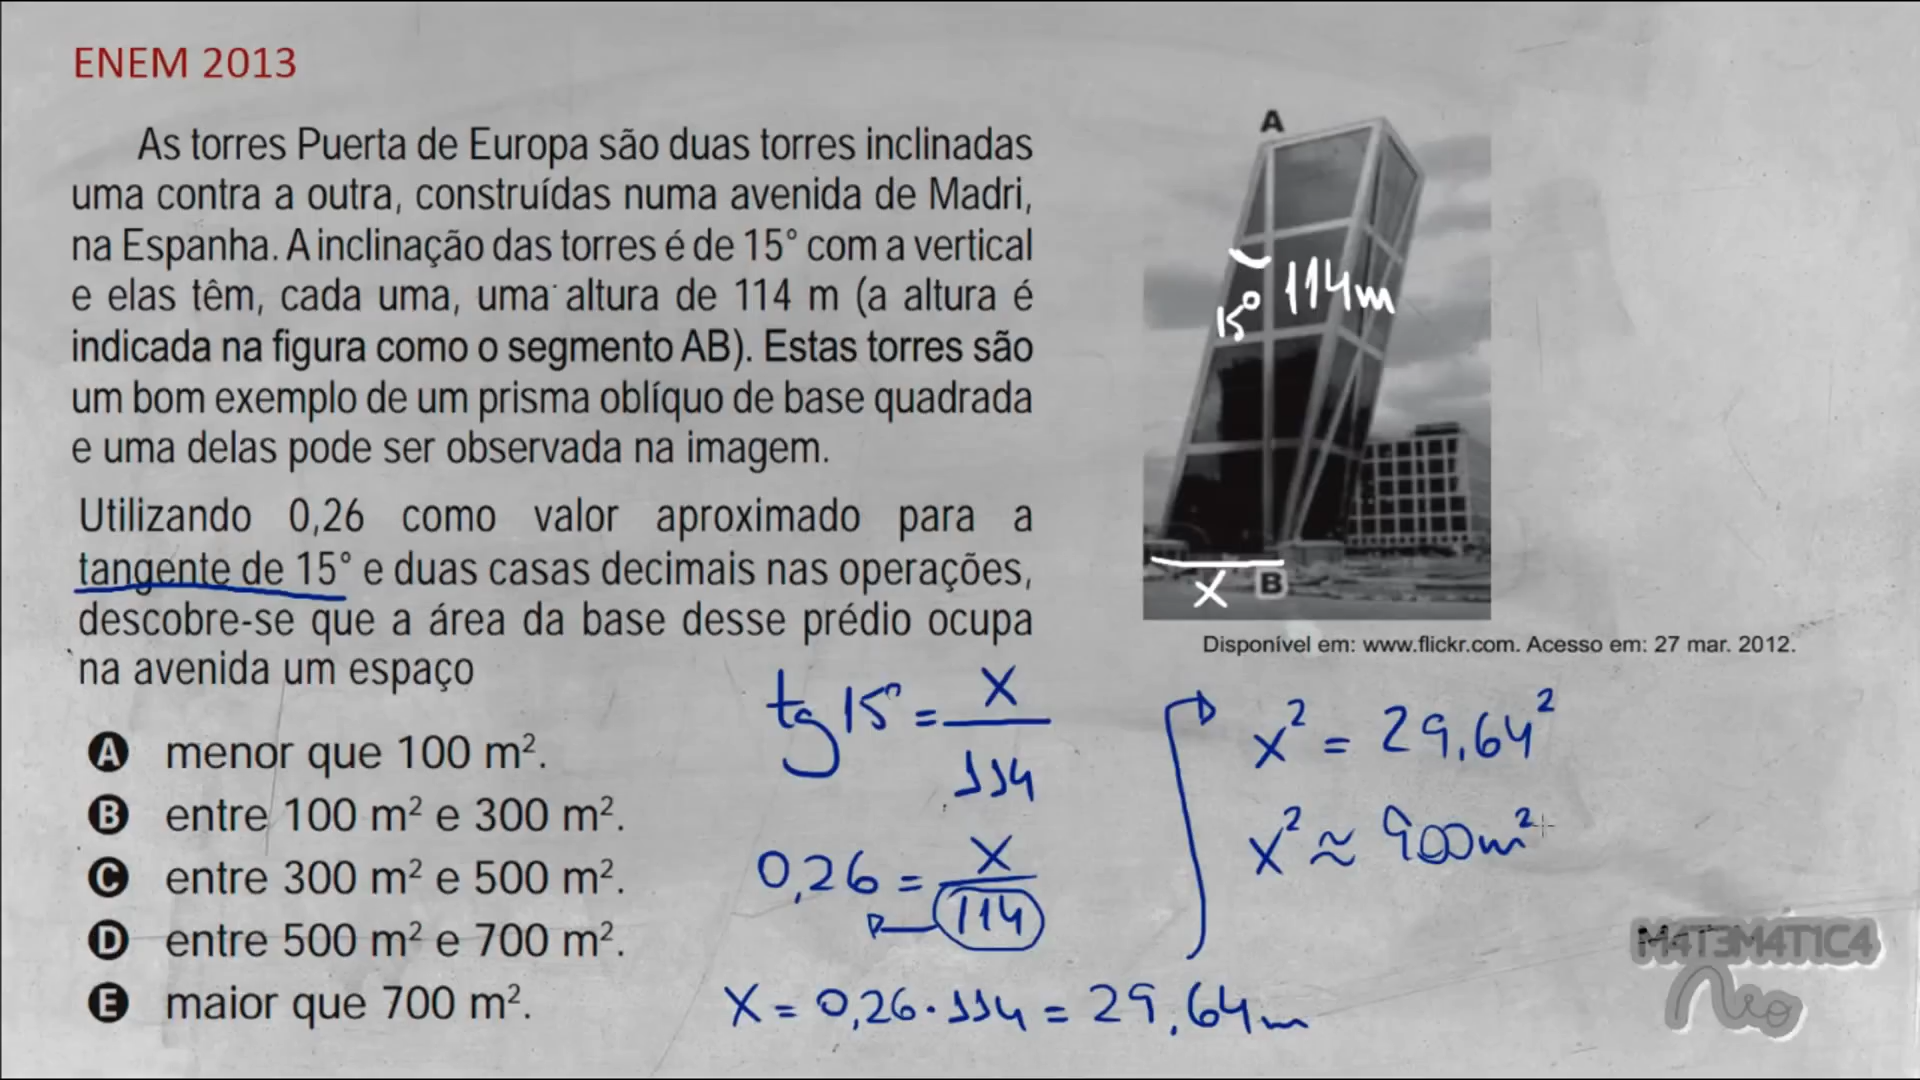 ENEM 2013
As torres Puerta de Europa são duas torres inclinadas
uma contra a outra, construídas numa avenida de Madri,
na Espanha. A inclinação das torres é de 15° com a vertical
e elas têm, cada uma, uma altura de 114 m (a altura é
indicada na figura como o segmento AB). Estas torres são
um bom exemplo de um prisma oblíquo de base quadrada
e uma delas pode ser observada na imagem.
Utilizando 0,26 como valor aproximado para a
tangente de 15° e duas casas decimais nas operações,
descobre-se que a área da base desse prédio ocupa
na avenida um espaço
A menor que 100 m².
B entre 100 m² e 300 m².
C entre 300 m² e 500 m².
D entre 500 m² e 700 m².
E maior que 700 m².
A
15° 114m
x B
Disponível em: www.flickr.com. Acesso em: 27 mar. 2012.
tg 15° = x
114
0,26 = x
114
x = 0,26 . 114 = 29,64 m
x² = 29,64²
x² ≈ 900m²
M4T3M4T1C4
Neo